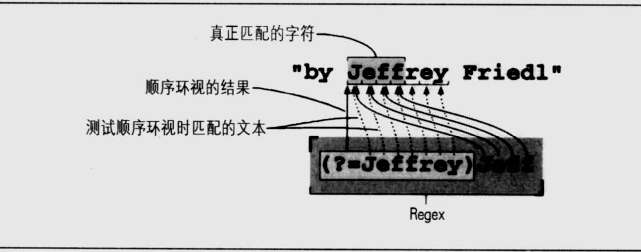 真正匹配的字符
"by Jeffrey Friedl"
顺序环视的结果
测试顺序环视时匹配的文本
(?=Jeffrey)Jeff
Regex